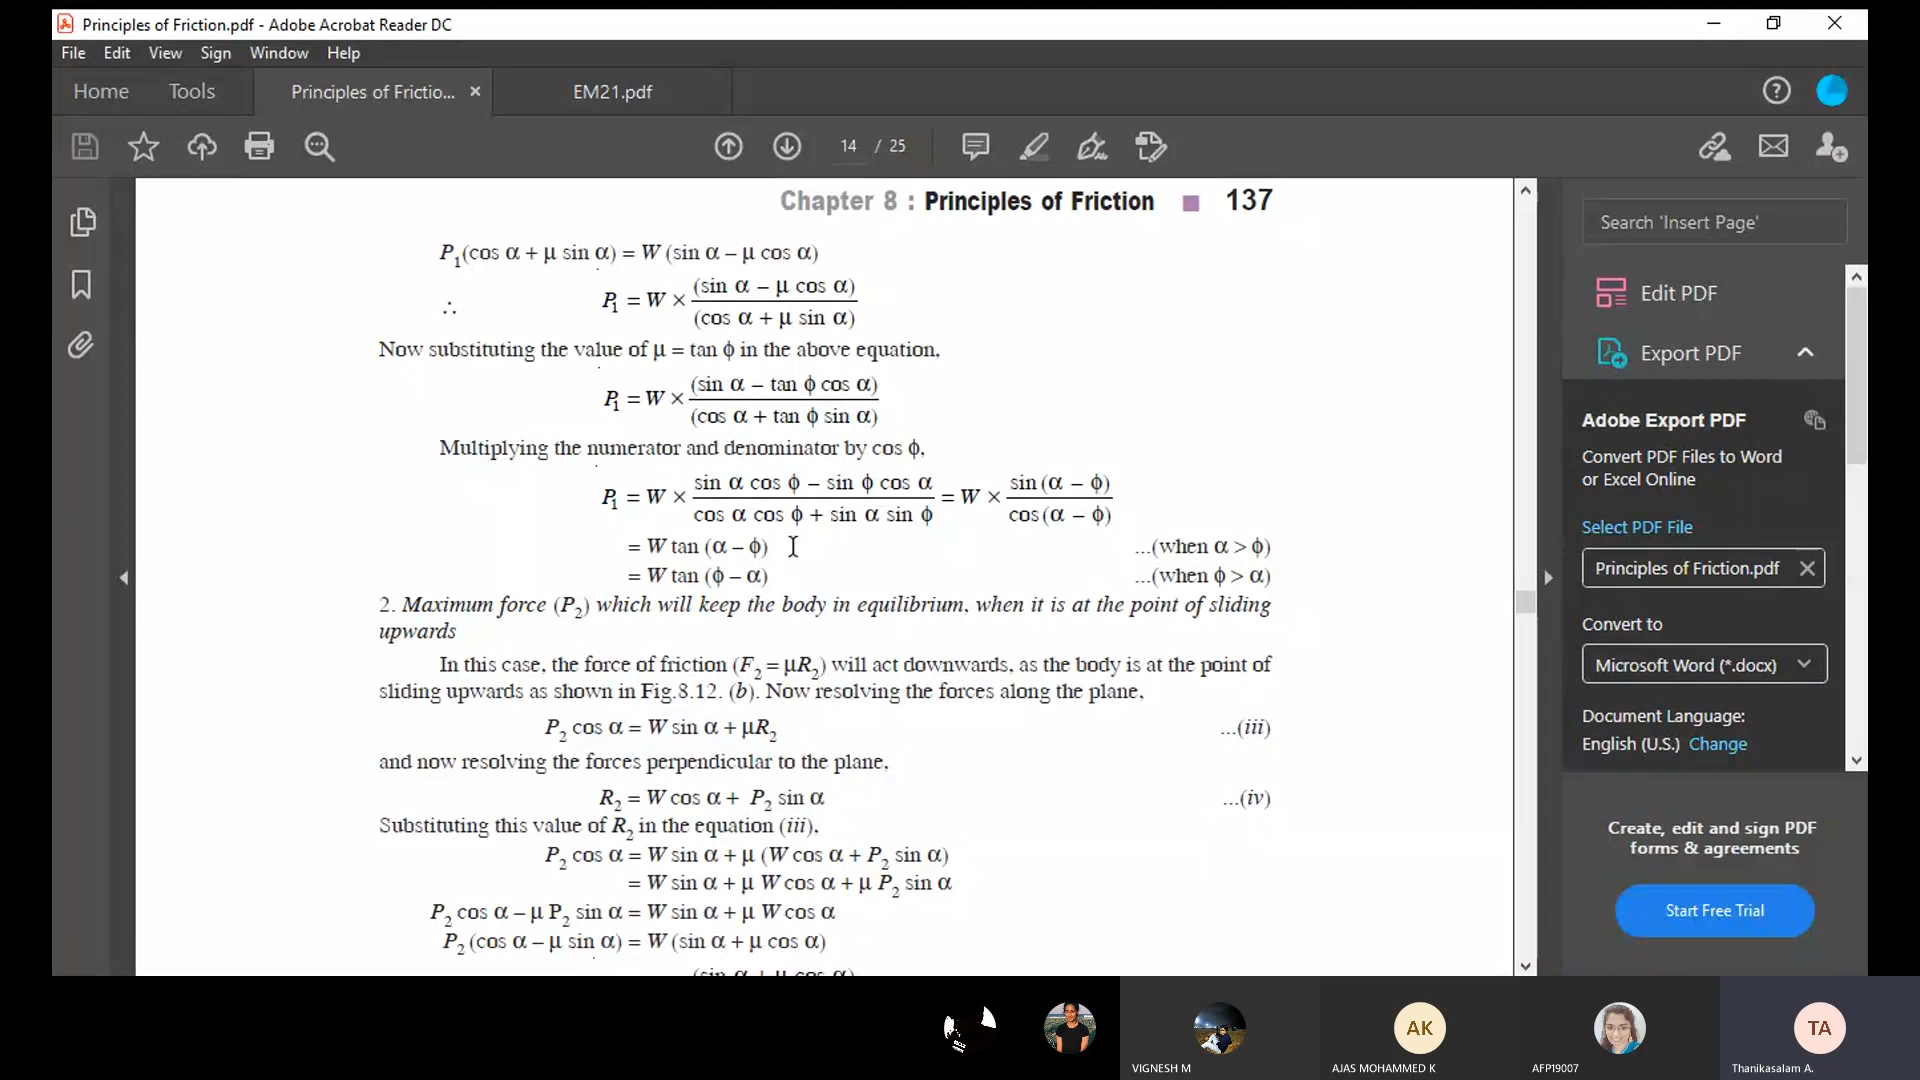 Principles of Friction.pdf - Adobe Acrobat Reader DC
File Edit View Sign Window Help
Home Tools Principles of Frictio... × EM21.pdf
14 / 25
Chapter 8 : Principles of Friction ■ 137
P₁(cos α + μ sin α) = W (sin α – μ cos α)
∴ P₁ = W × (sin α – μ cos α) / (cos α + μ sin α)
Now substituting the value of μ = tan ϕ in the above equation,
P₁ = W × (sin α – tan ϕ cos α) / (cos α + tan ϕ sin α)
Multiplying the numerator and denominator by cos ϕ,
P₁ = W × sin α cos ϕ – sin ϕ cos α / cos α cos ϕ + sin α sin ϕ = W × sin (α – ϕ) / cos (α – ϕ)
= W tan (α – ϕ) ...(when α > ϕ)
= W tan (ϕ – α) ...(when ϕ > α)
2. Maximum force (P₂) which will keep the body in equilibrium, when it is at the point of sliding
upwards
In this case, the force of friction (F₂ = μR₂) will act downwards, as the body is at the point of
sliding upwards as shown in Fig.8.12. (b). Now resolving the forces along the plane,
P₂ cos α = W sin α + μR₂ ...(iii)
and now resolving the forces perpendicular to the plane,
R₂ = W cos α + P₂ sin α ...(iv)
Substituting this value of R₂ in the equation (iii),
P₂ cos α = W sin α + μ (W cos α + P₂ sin α)
= W sin α + μ W cos α + μ P₂ sin α
P₂ cos α – μ P₂ sin α = W sin α + μ W cos α
P₂ (cos α – μ sin α) = W (sin α + μ cos α)
(sin α + μ cos α)
Search 'Insert Page'
Edit PDF
Export PDF
Adobe Export PDF
Convert PDF Files to Word
or Excel Online
Select PDF File
Principles of Friction.pdf ×
Convert to
Microsoft Word (*.docx)
Document Language:
English (U.S.) Change
Create, edit and sign PDF
forms & agreements
Start Free Trial
AK
TA
VIGNESH M
AJAS MOHAMMED K
AFP19007
Thanikasalam A.